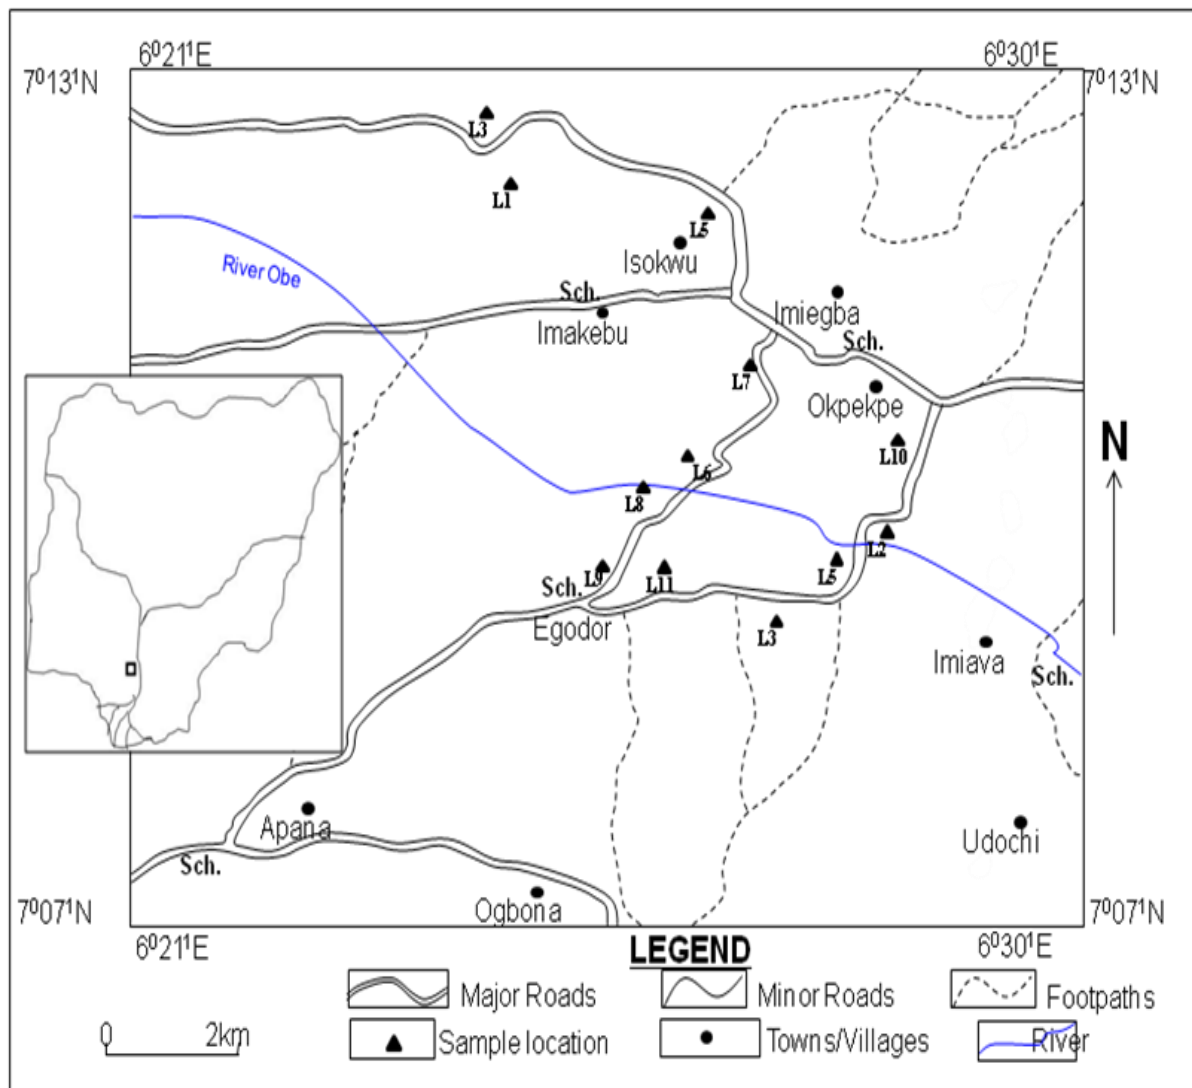 6⁰21¹E 6⁰30¹E
7⁰13¹N 7⁰13¹N
L3
L1
L5
Isokwu
River Obe
Sch.
Imiegba
Imakebu
Sch.
L7
Okpekpe
L10
N
L6
L8
L2
L9
L11
L5
Sch.
Egodor
L3
Imiava
Sch.
Apana
Udochi
Sch.
Ogbona
7⁰07¹N 7⁰07¹N
6⁰21¹E 6⁰30¹E
LEGEND
Major Roads Minor Roads Footpaths
0 2km
Sample location Towns/Villages River